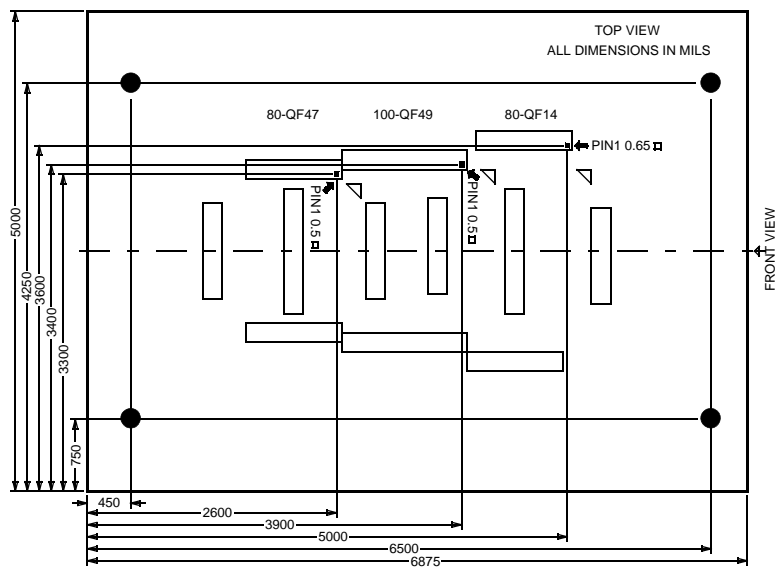 TOP VIEW
ALL DIMENSIONS IN MILS
80-QF47
100-QF49
80-QF14
PIN1 0.65
PIN1 0.5
PIN1 0.5
FRONT VIEW
5000
4250
3600
3400
3300
750
450
2600
3900
5000
6500
6875